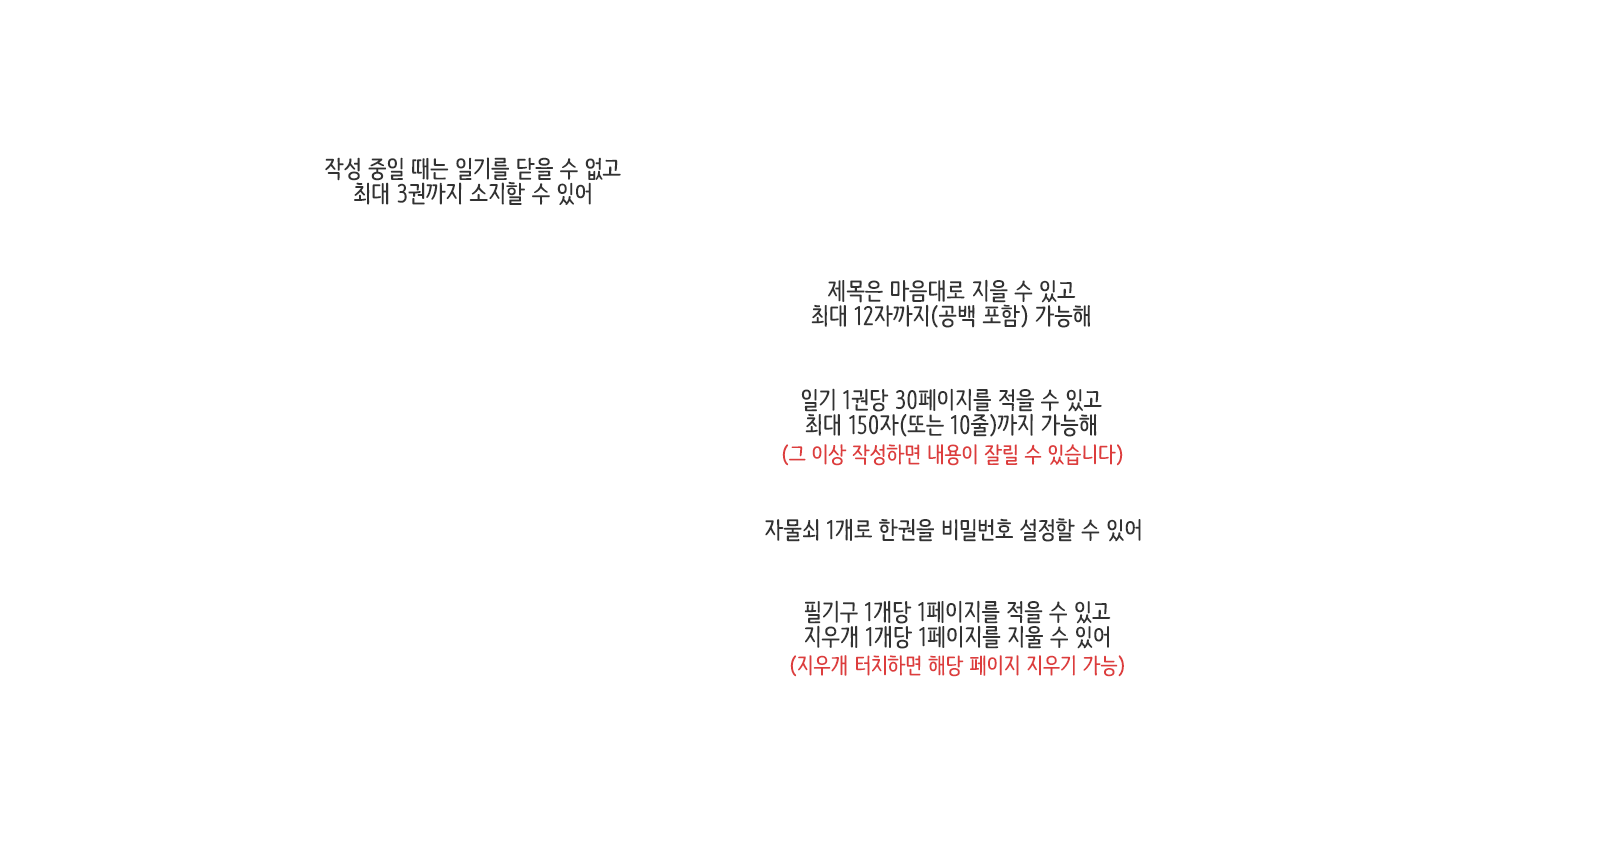 작성 중일 때는 일기를 닫을 수 없고
최대 3권까지 소지할 수 있어
제목은 마음대로 지을 수 있고
최대 12자까지(공백 포함) 가능해
일기 1권당 30페이지를 적을 수 있고
최대 150자(또는 10줄)까지 가능해
(그 이상 작성하면 내용이 잘릴 수 있습니다)
자물쇠 1개로 한권을 비밀번호 설정할 수 있어
필기구 1개당 1페이지를 적을 수 있고
지우개 1개당 1페이지를 지울 수 있어
(지우개 터치하면 해당 페이지 지우기 가능)